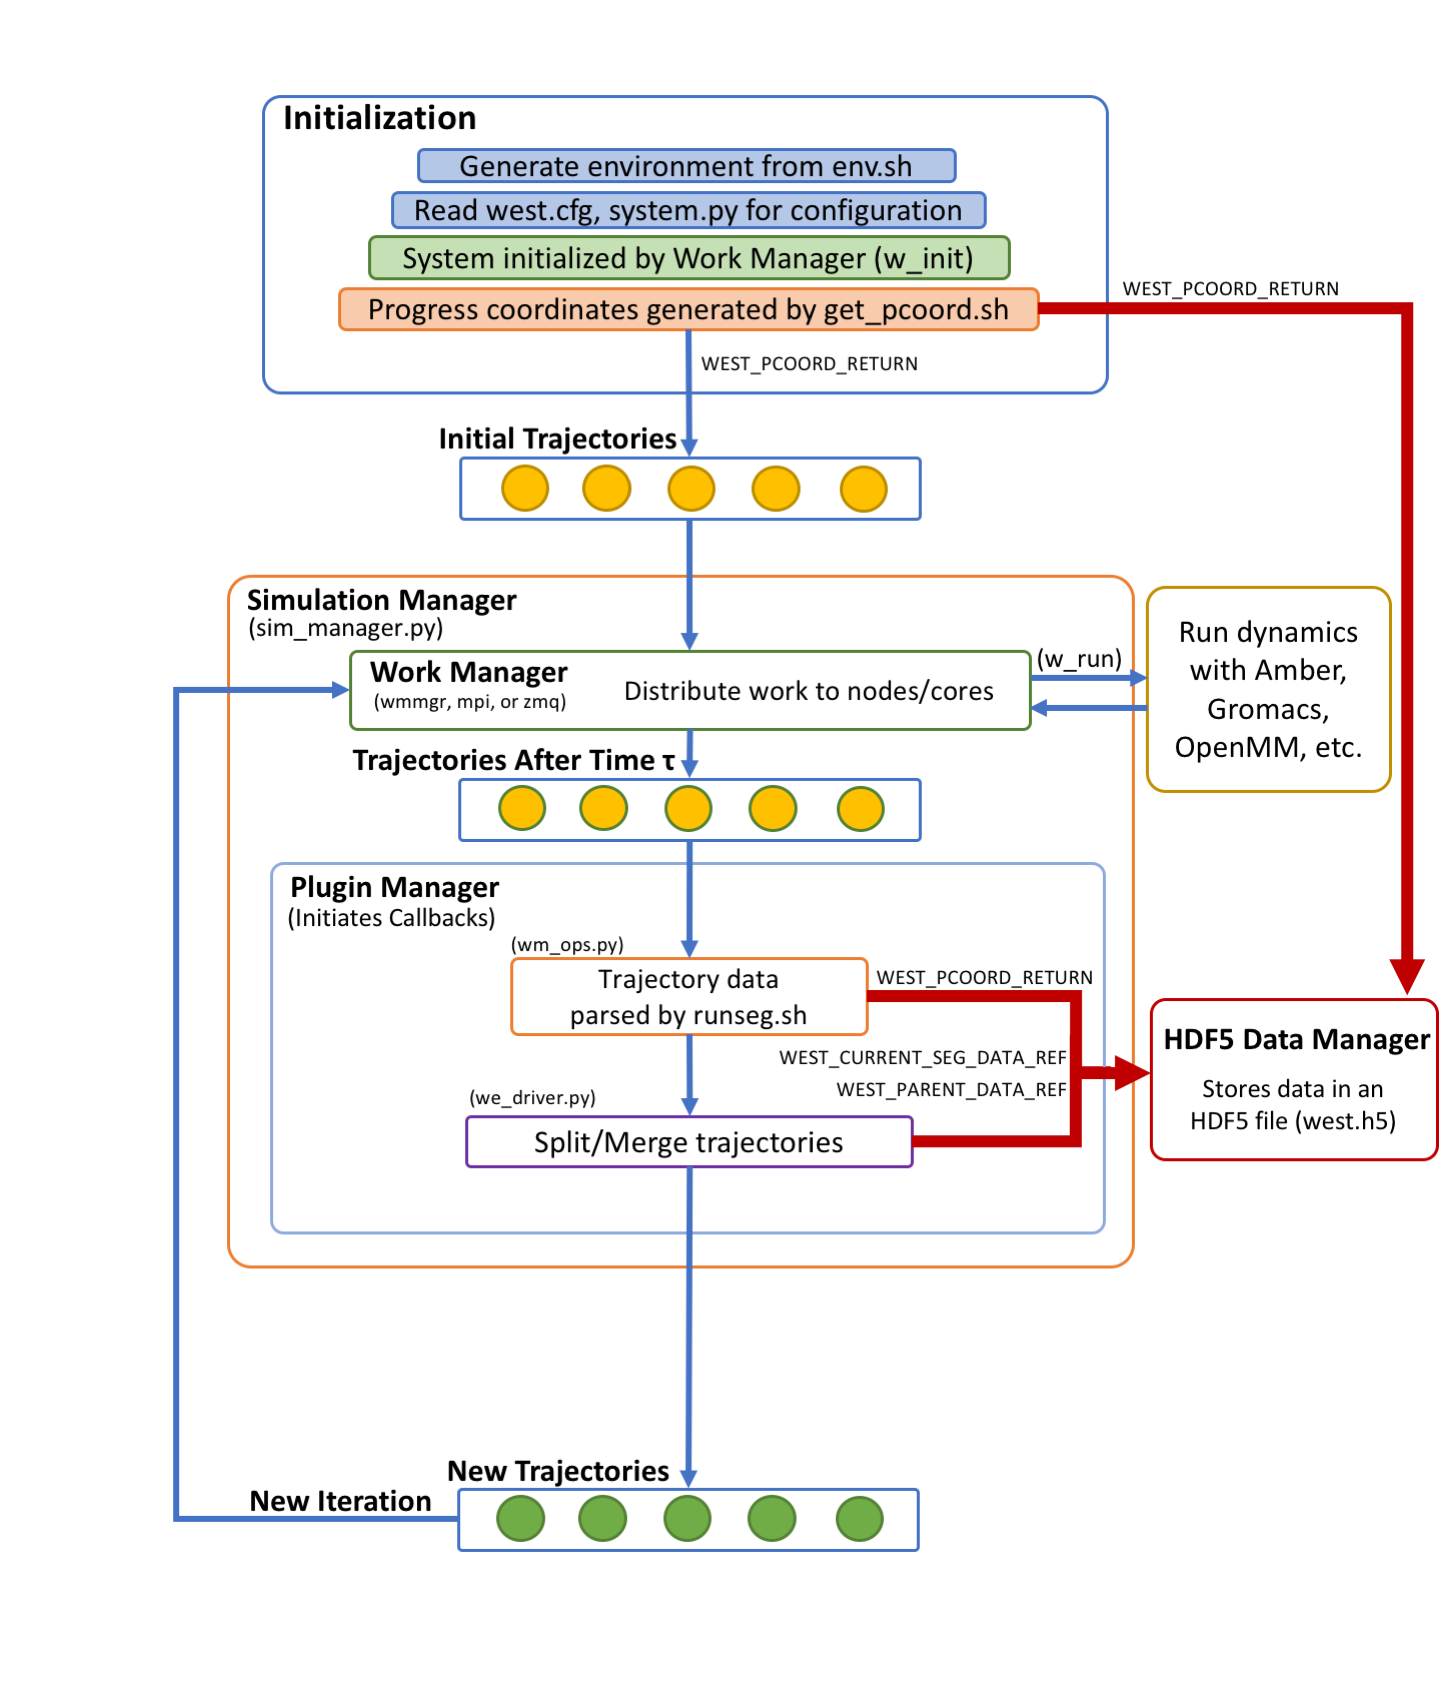 Initialization
Generate environment from env.sh
Read west.cfg, system.py for configuration
System initialized by Work Manager (w_init)
Progress coordinates generated by get_pcoord.sh
WEST_PCOORD_RETURN
WEST_PCOORD_RETURN
Initial Trajectories
Simulation Manager
(sim_manager.py)
Work Manager
(wmmgr, mpi, or zmq)
Distribute work to nodes/cores
(w_run)
Run dynamics
with Amber,
Gromacs,
OpenMM, etc.
Trajectories After Time τ
Plugin Manager
(Initiates Callbacks)
(wm_ops.py)
Trajectory data
parsed by runseg.sh
WEST_PCOORD_RETURN
WEST_CURRENT_SEG_DATA_REF
WEST_PARENT_DATA_REF
(we_driver.py)
Split/Merge trajectories
HDF5 Data Manager
Stores data in an
HDF5 file (west.h5)
New Trajectories
New Iteration